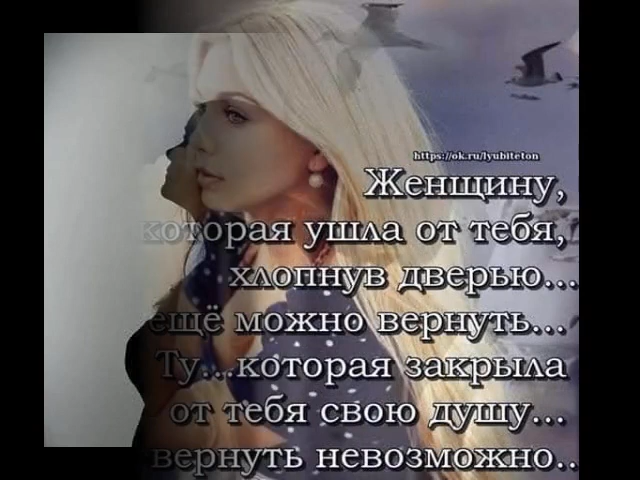 https://ok.ru/lyubiteton
Женщину,
которая ушла от тебя,
хлопнув дверью...
ещё можно вернуть...
Ту...которая закрыла
от тебя свою душу...
вернуть невозможно..